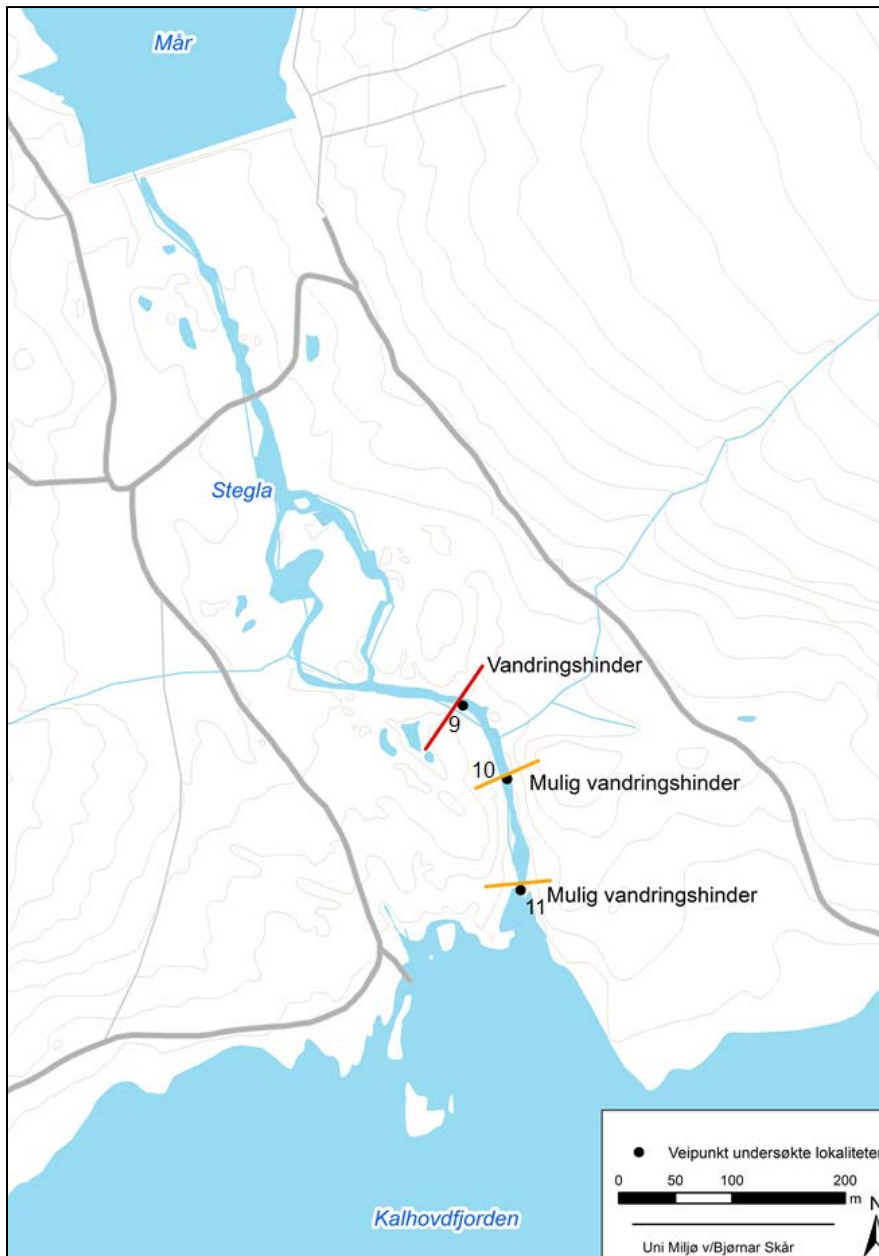 Mår
Stegla
Vandringshinder
9
10
Mulig vandringshinder
Mulig vandringshinder
11
Veipunkt undersøkte lokaliteter
0 50 100 200
m
N
Uni Miljø v/Bjørnar Skår
Kalhovdfjorden